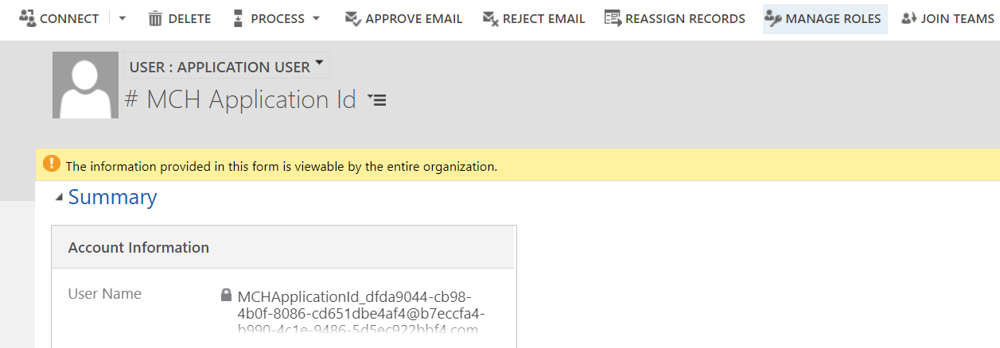 CONNECT DELETE PROCESS APPROVE EMAIL REJECT EMAIL REASSIGN RECORDS MANAGE ROLES JOIN TEAMS
USER : APPLICATION USER
# MCH Application Id
The information provided in this form is viewable by the entire organization.
Summary
Account Information
User Name MCHApplicationId_dfda9044-cb98-
4b0f-8086-cd651dbe4af4@b7eccfa4-
b990-4c1e-9486-5d5ec922bbf4.com